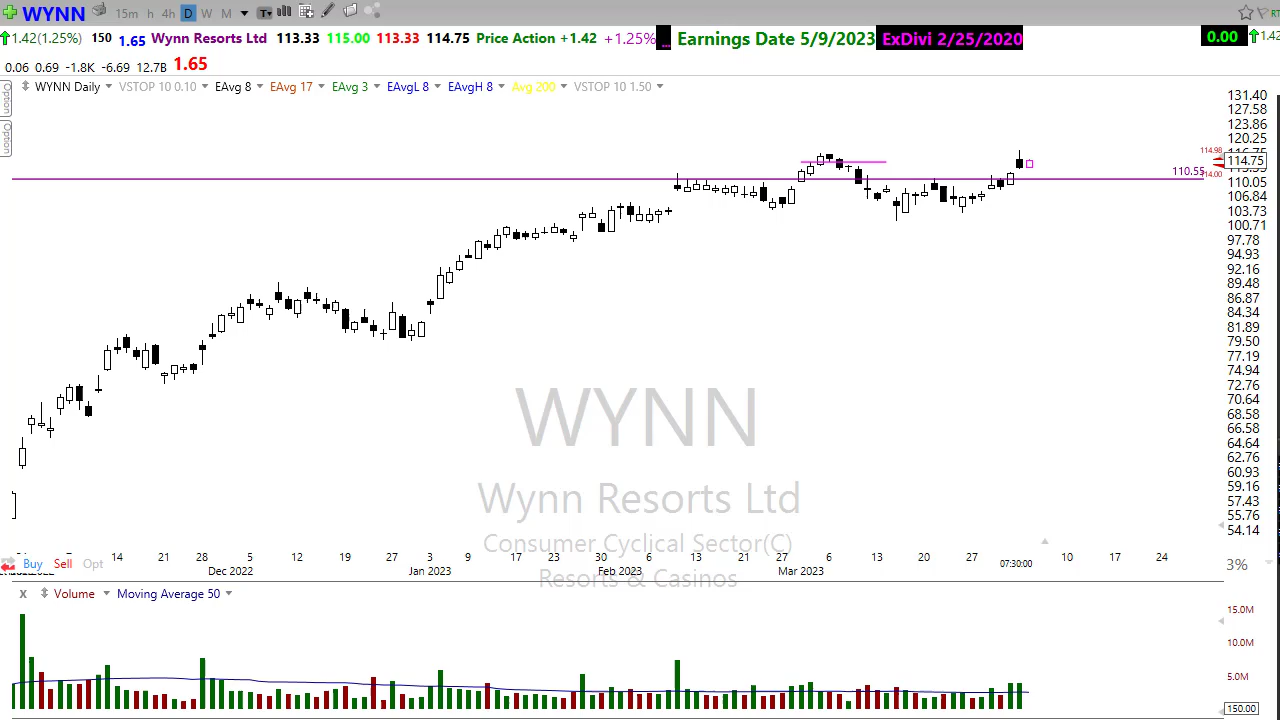 WYNN 15m h 4h D W M T
1.42(1.25%) 150 1.65 Wynn Resorts Ltd 113.33 115.00 113.33 114.75 Price Action +1.42 +1.25% ... Earnings Date 5/9/2023 ExDivi 2/25/2020 0.00 1.42
0.06 0.69 -1.8K -6.69 12.7B 1.65
WYNN Daily VSTOP 10 0.10 EAvg 8 EAvg 17 EAvg 3 EAvgL 8 EAvgH 8 Avg 200 VSTOP 10 1.50
Option
Option
131.40
127.58
123.86
120.25
114.98
114.75
114.00
110.55
110.05
106.84
103.73
100.71
97.78
94.93
92.16
89.48
86.87
84.34
81.89
79.50
77.19
74.94
72.76
70.64
68.58
66.58
64.64
62.76
60.93
59.16
57.43
55.76
54.14
WYNN
Wynn Resorts Ltd
Consumer Cyclical Sector(C)
Resorts & Casinos
14 21 28 5 12 19 27 3 9 17 23 30 6 13 21 27 6 13 20 27 10 17 24
Buy Sell Opt
Dec 2022 Jan 2023 Feb 2023 Mar 2023 07:30:00
3%
X Volume Moving Average 50
15.0M
10.0M
5.0M
150.00